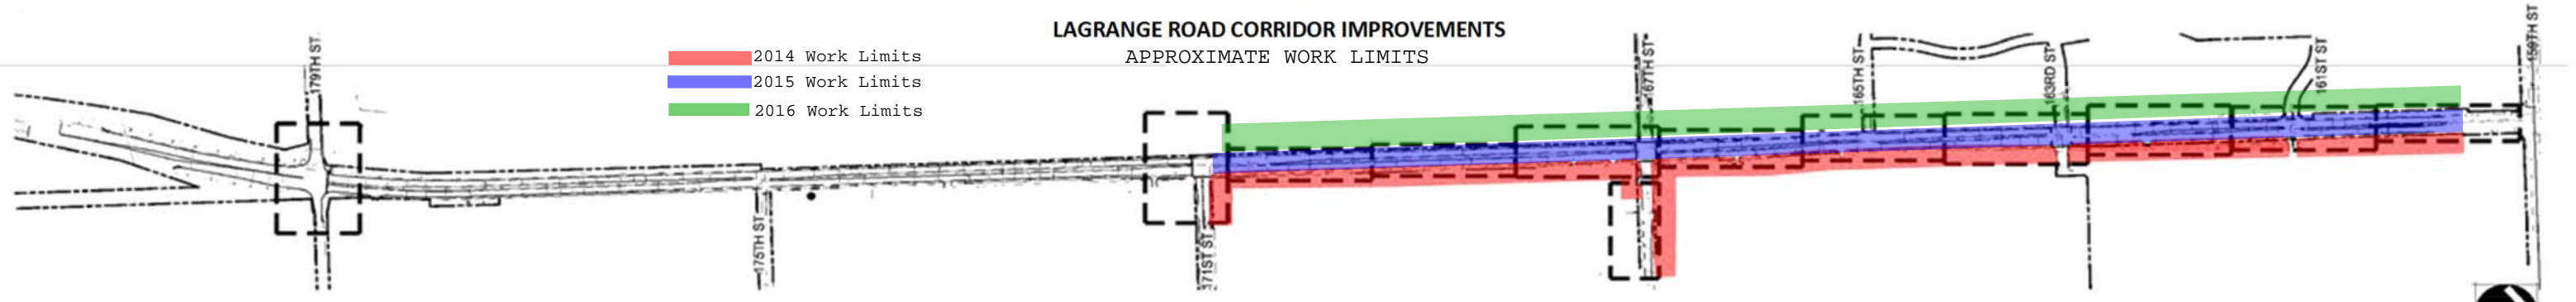 LAGRANGE ROAD CORRIDOR IMPROVEMENTS
APPROXIMATE WORK LIMITS
2014 Work Limits
2015 Work Limits
2016 Work Limits
179TH ST.
175TH ST
171ST ST
167TH ST
165TH ST
163RD ST
161ST ST
159TH ST